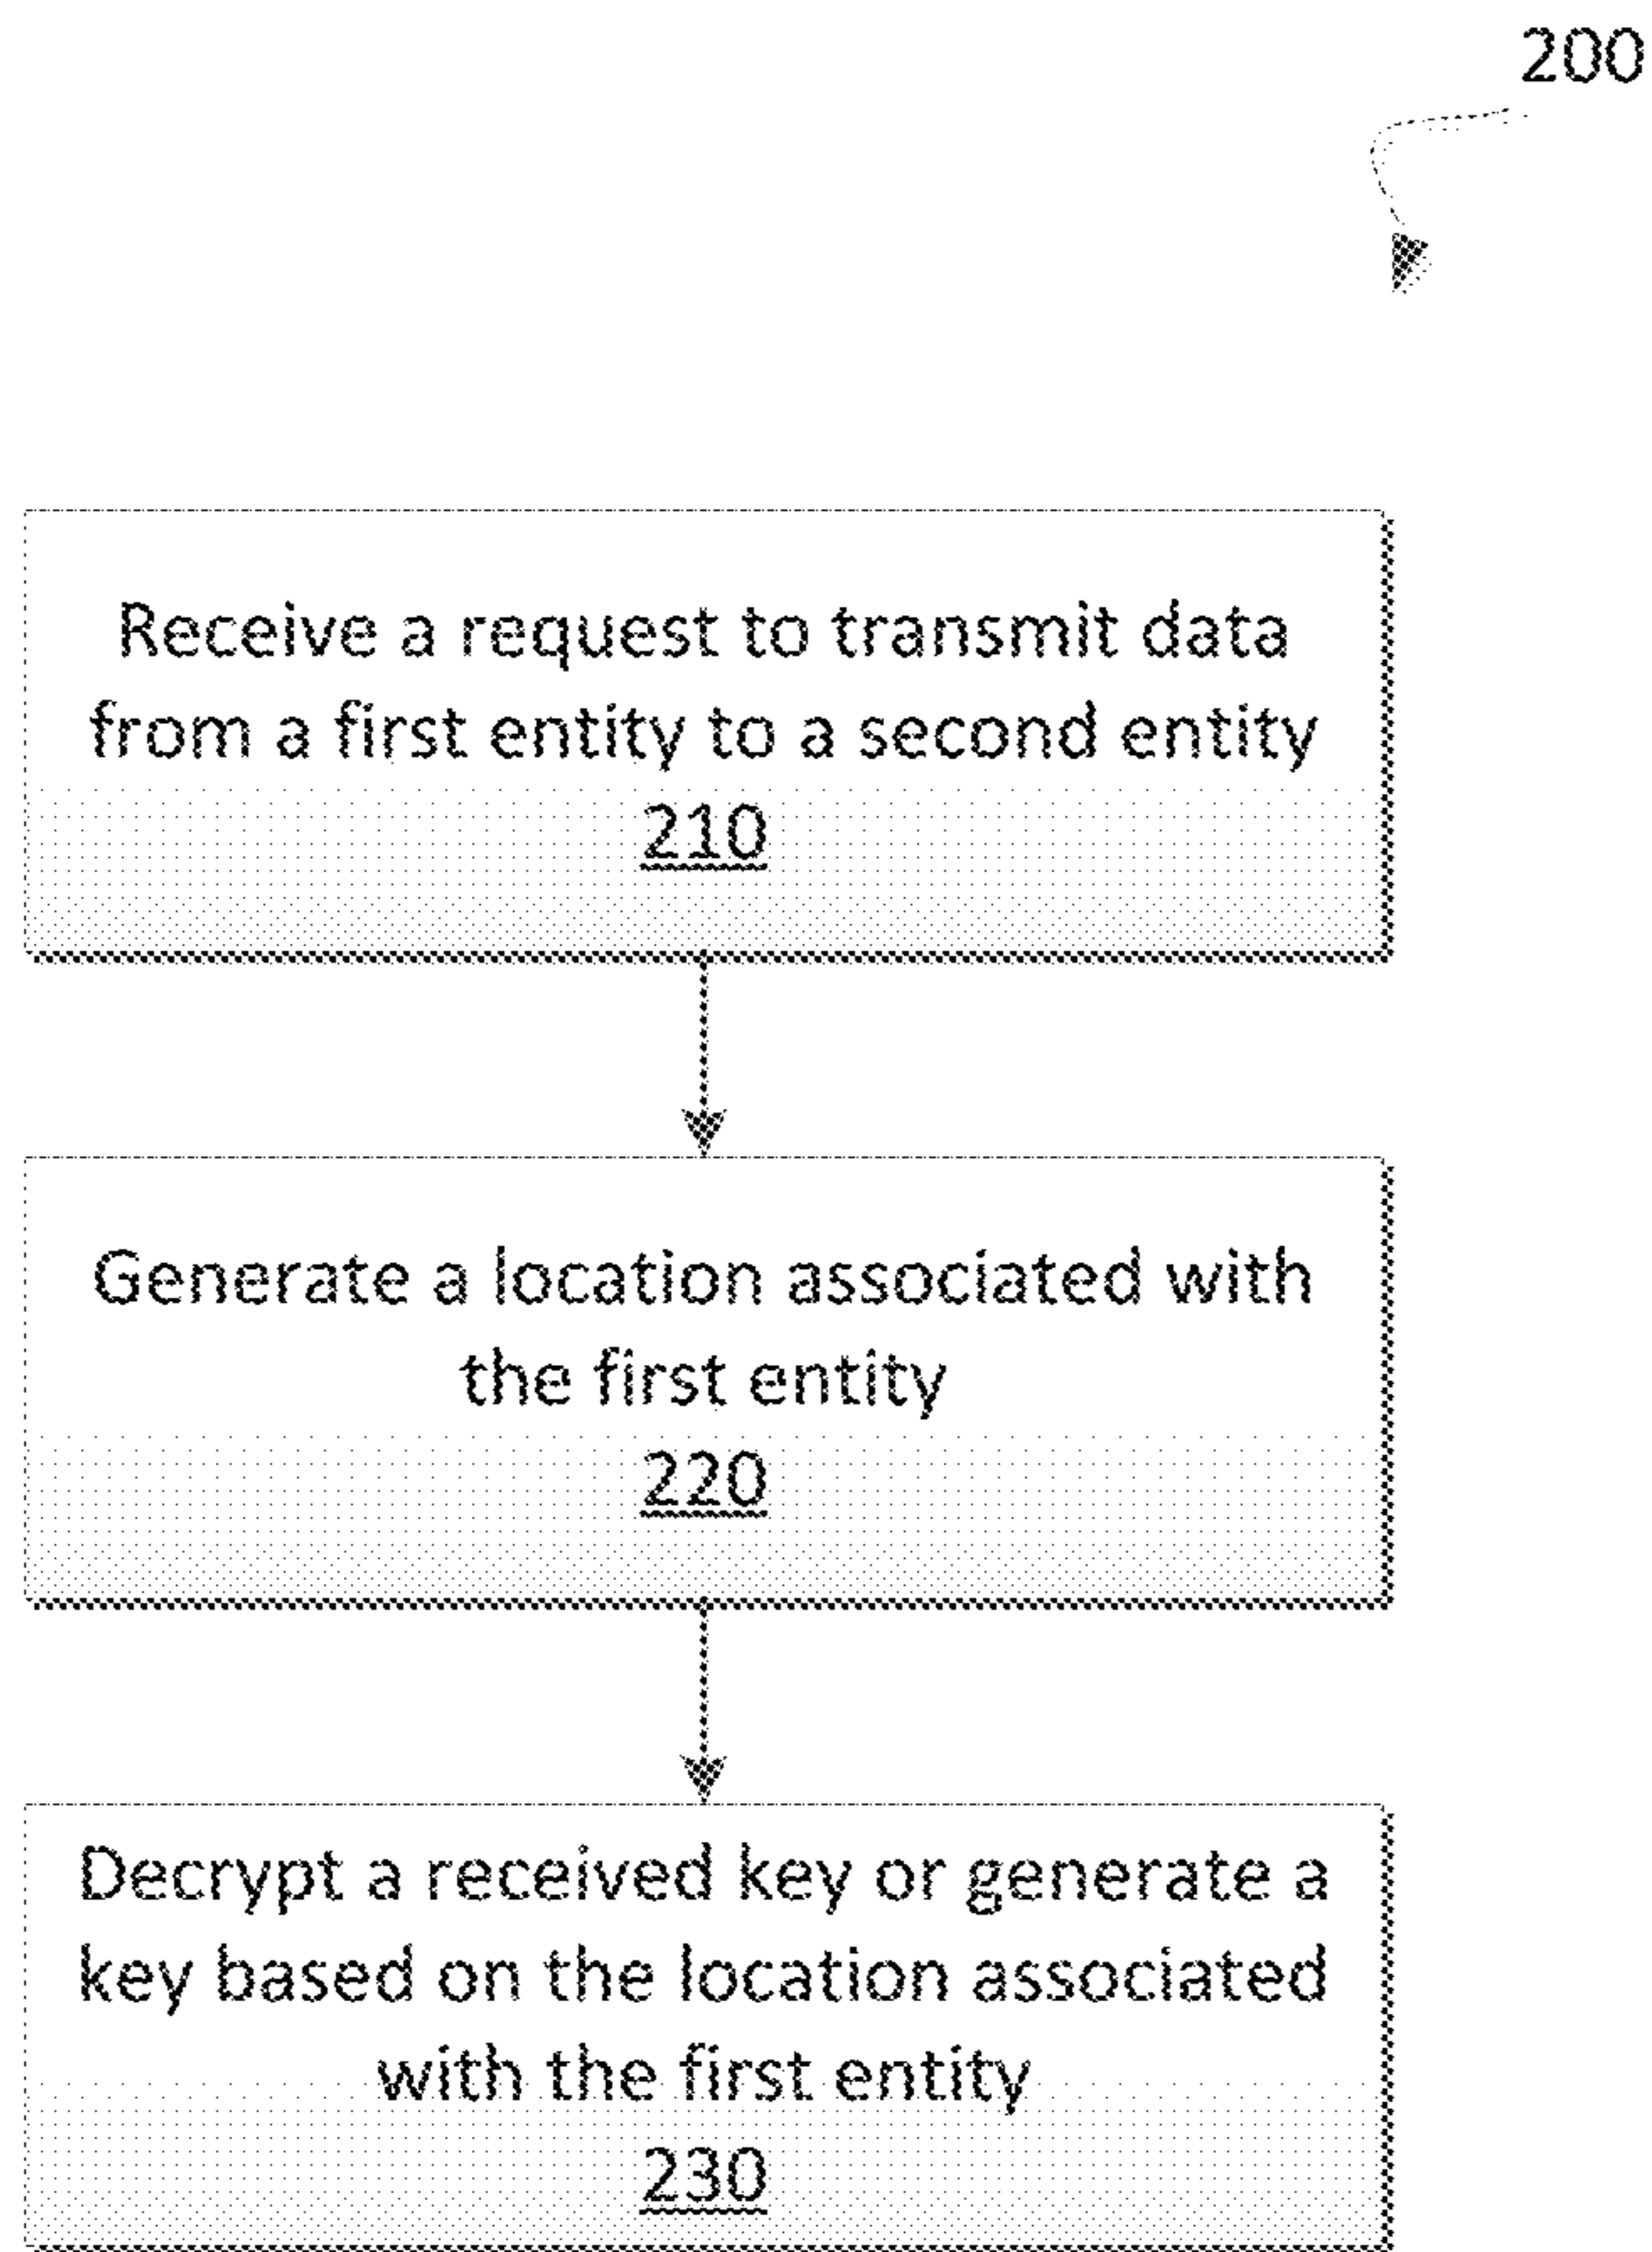 200
Receive a request to transmit data
from a first entity to a second entity
210
Generate a location associated with
the first entity
220
Decrypt a received key or generate a
key based on the location associated
with the first entity
230